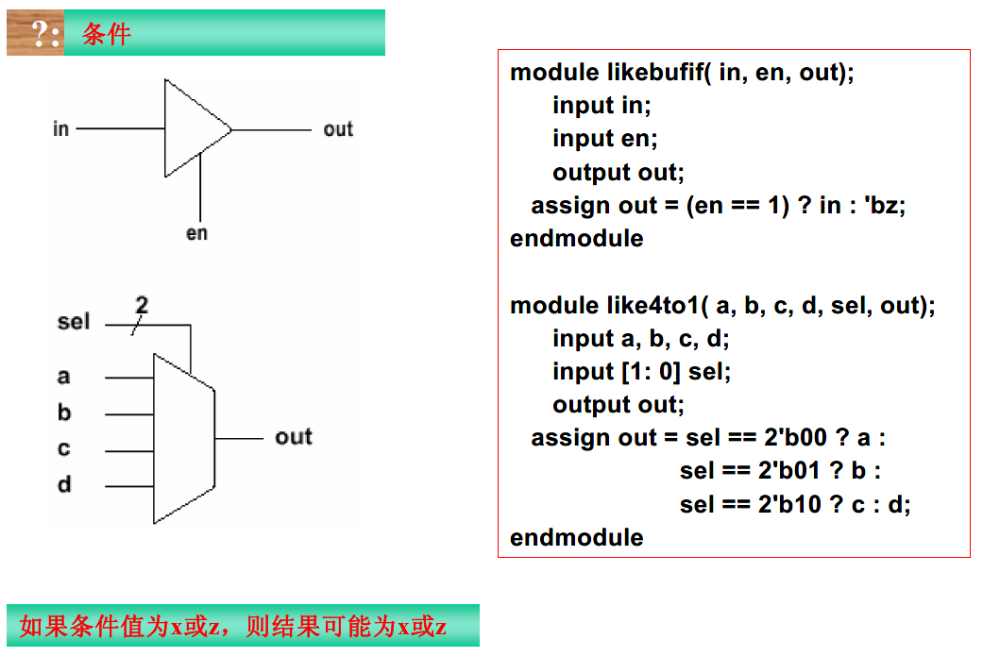 ?: 条件
in
out
en
sel
2
a
b
c
d
out
module likebufif( in, en, out);
input in;
input en;
output out;
assign out = (en == 1) ? in : 'bz;
endmodule
module like4to1( a, b, c, d, sel, out);
input a, b, c, d;
input [1: 0] sel;
output out;
assign out = sel == 2'b00 ? a :
sel == 2'b01 ? b :
sel == 2'b10 ? c : d;
endmodule
如果条件值为x或z，则结果可能为x或z